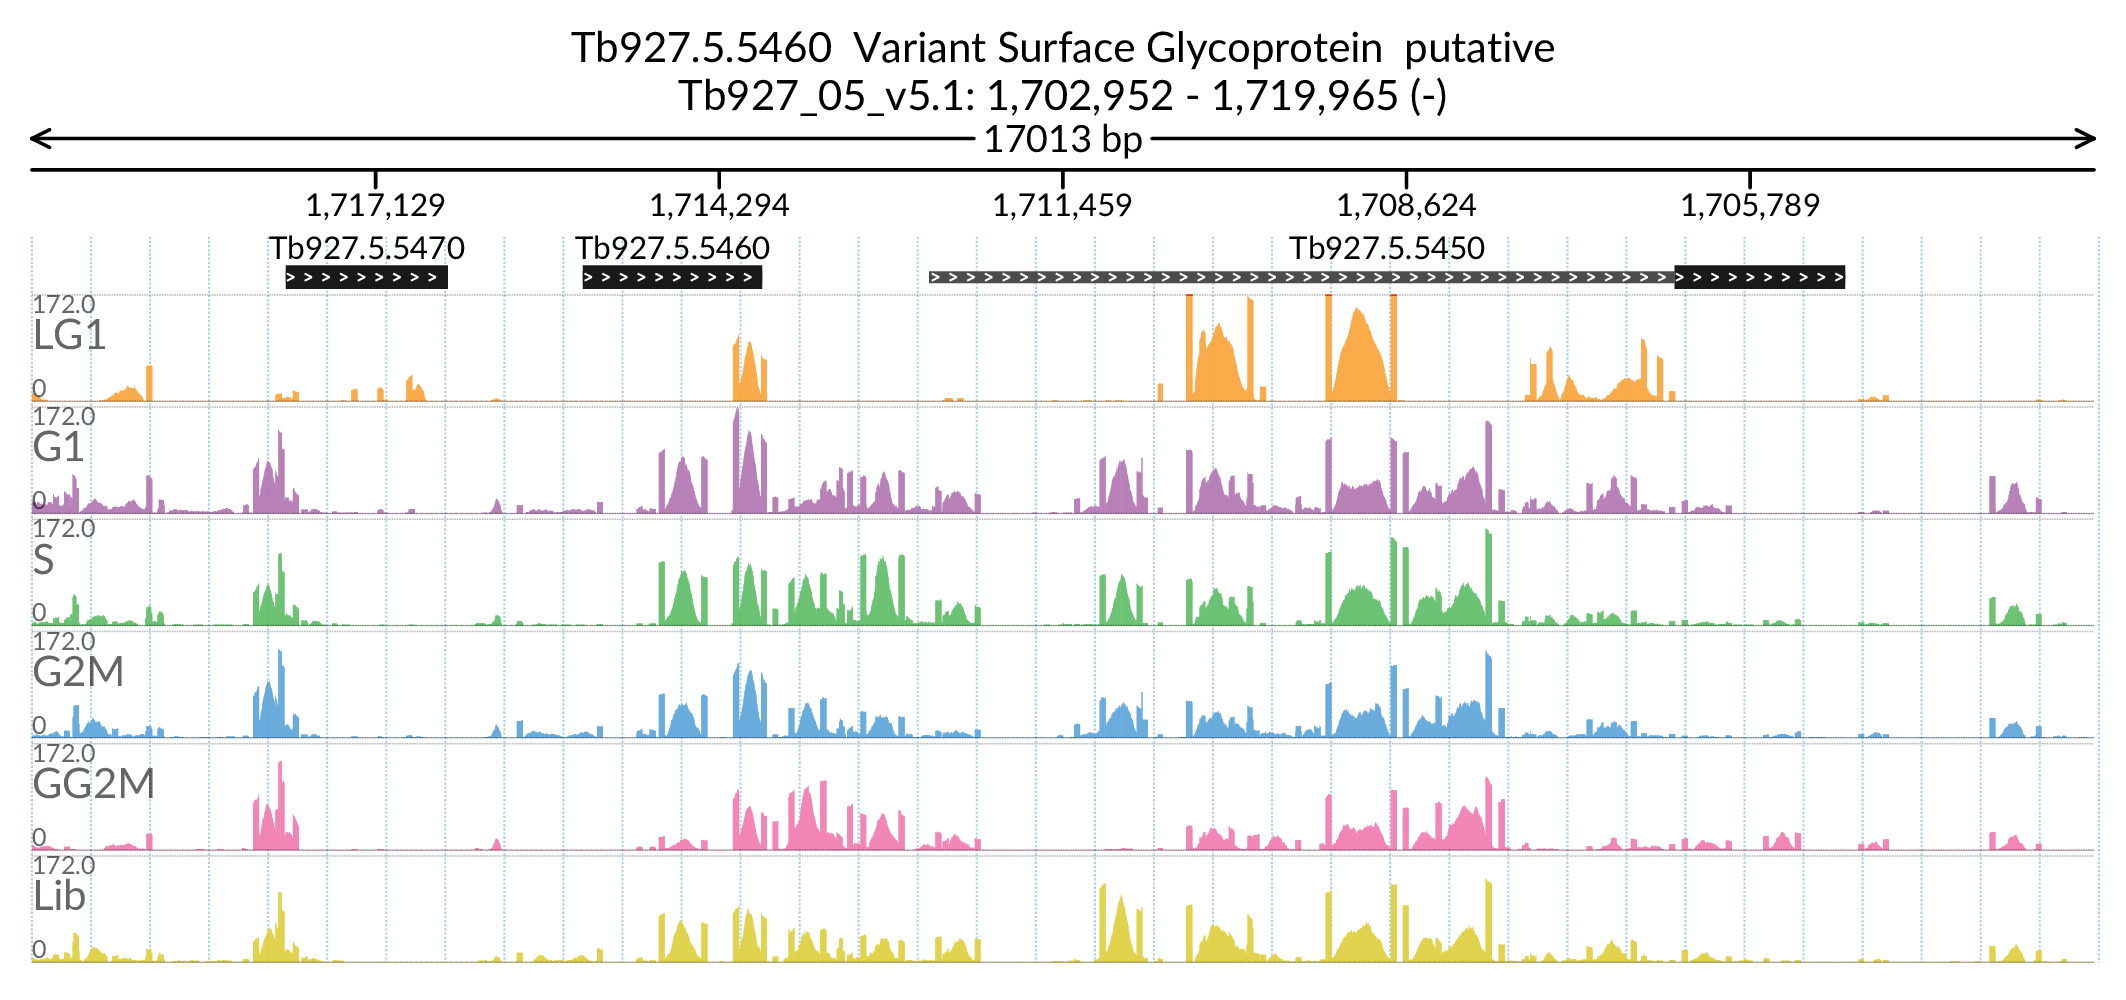 Tb927.5.5460  Variant Surface Glycoprotein  putative
Tb927_05_v5.1: 1,702,952 - 1,719,965 (-)
17013 bp
1,717,129 1,714,294 1,711,459 1,708,624 1,705,789
Tb927.5.5470 Tb927.5.5460 Tb927.5.5450
172.0
LG1
0
172.0
G1
0
172.0
S
0
172.0
G2M
0
172.0
GG2M
0
172.0
Lib
0